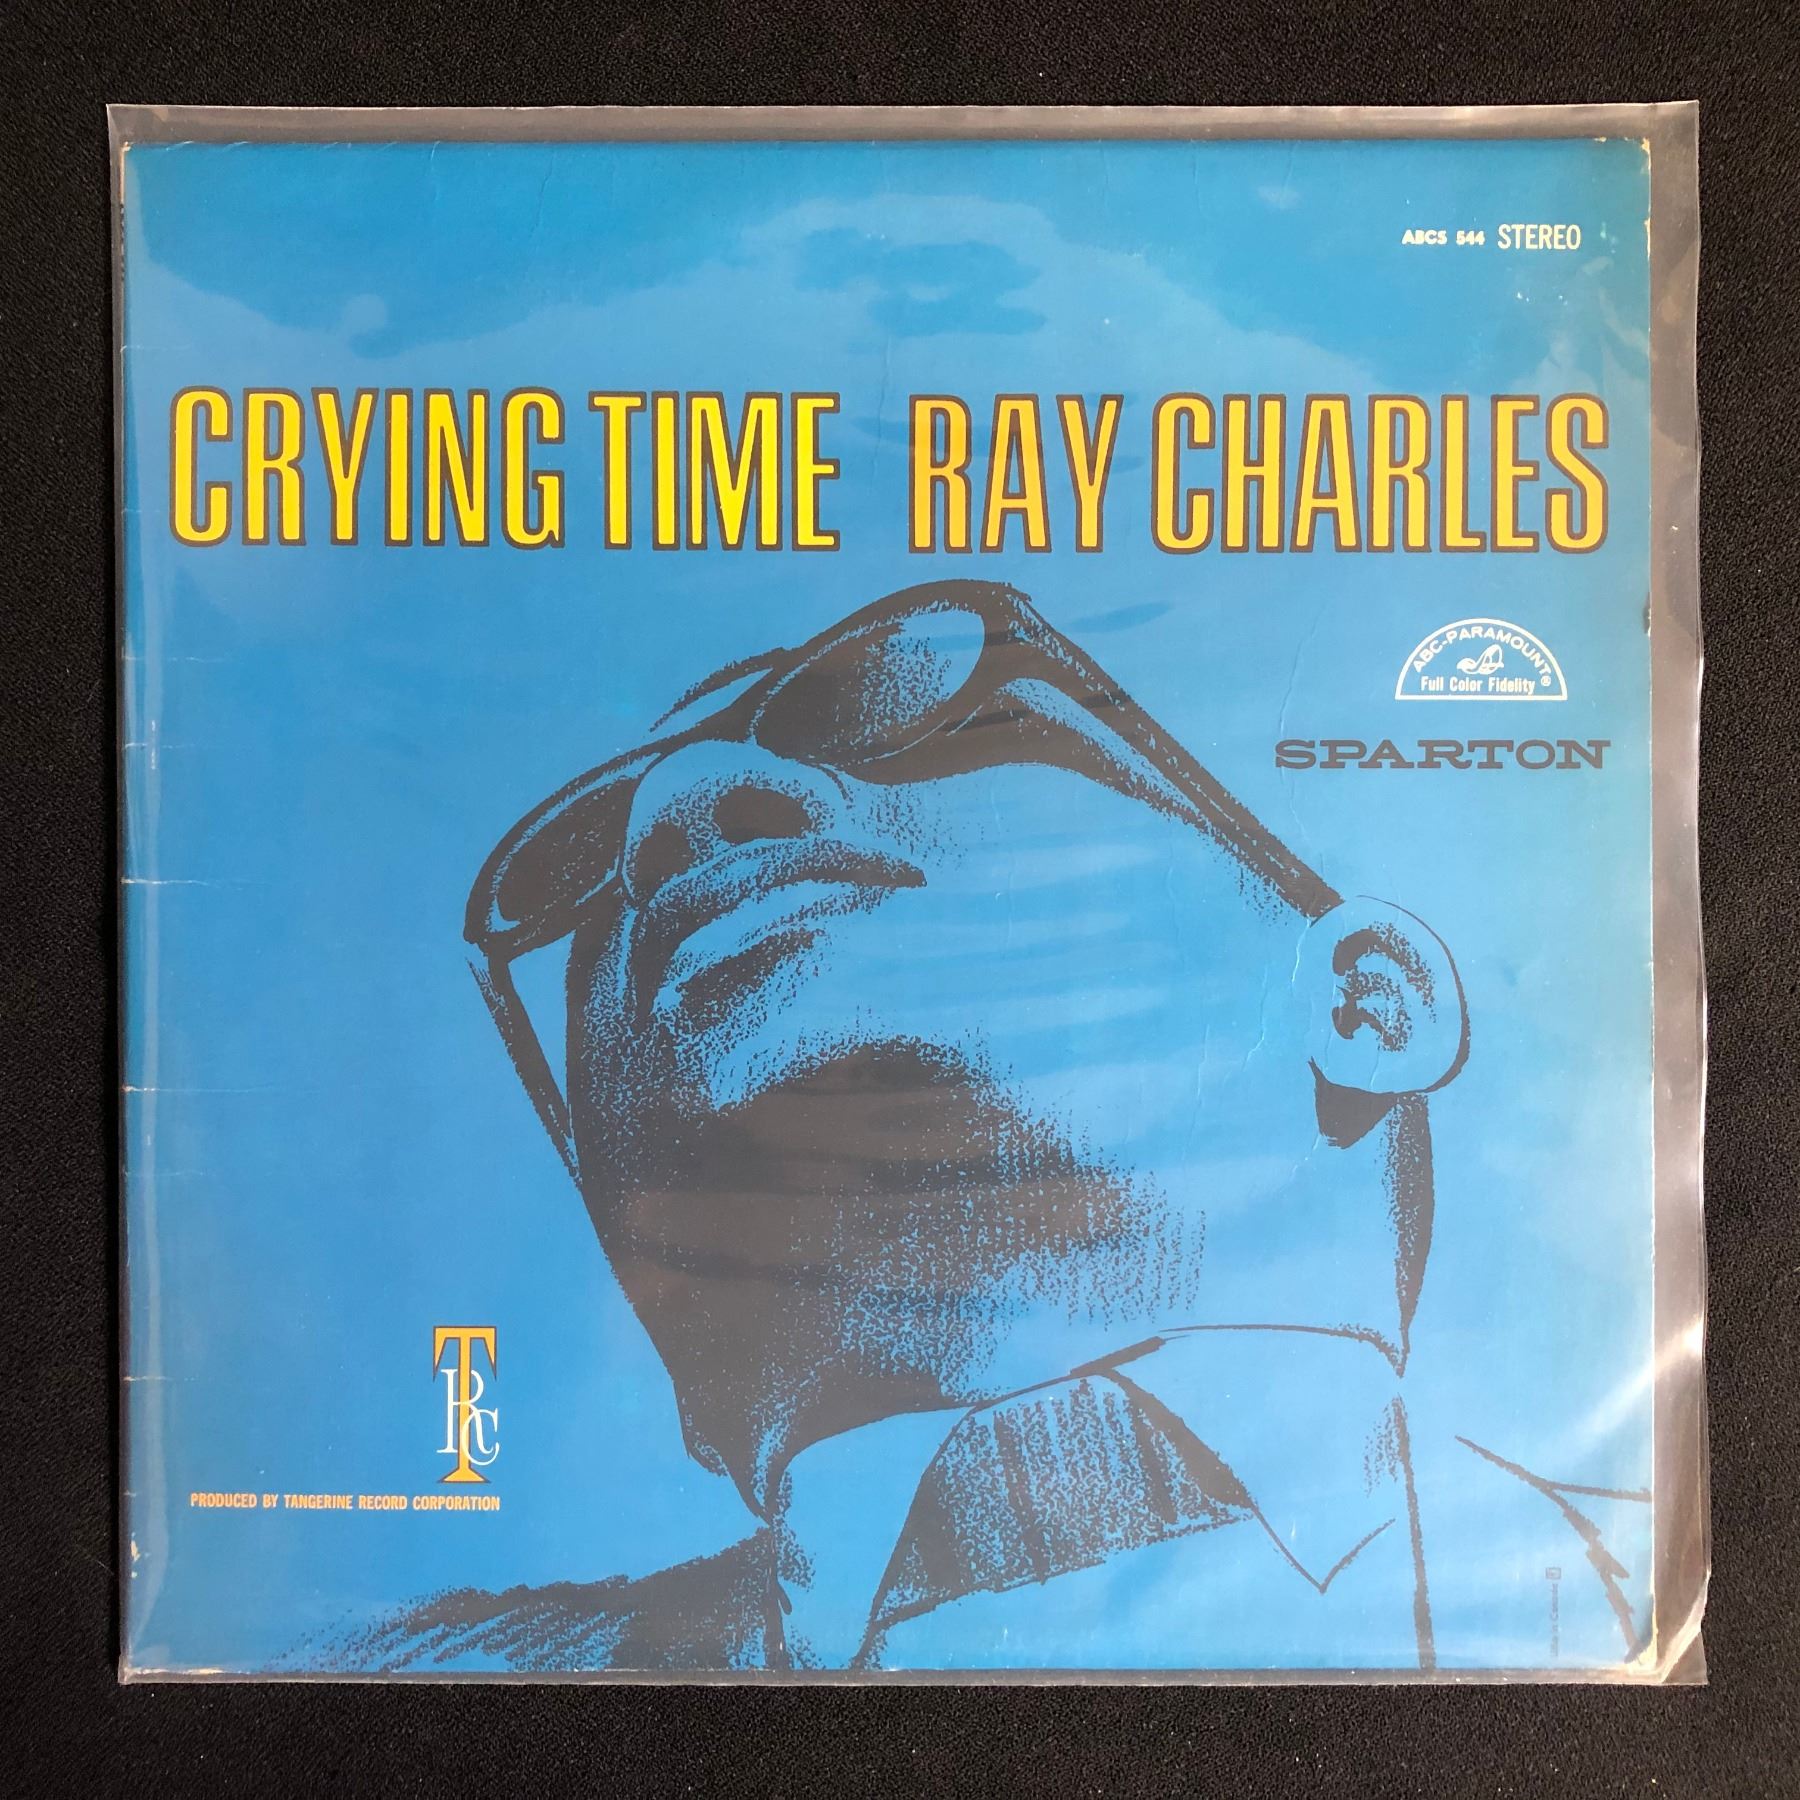 ABCS 544 STEREO
CRYING TIME RAY CHARLES
ABC-PARAMOUNT
Full Color Fidelity ®
SPARTON
TRC
PRODUCED BY TANGERINE RECORD CORPORATION